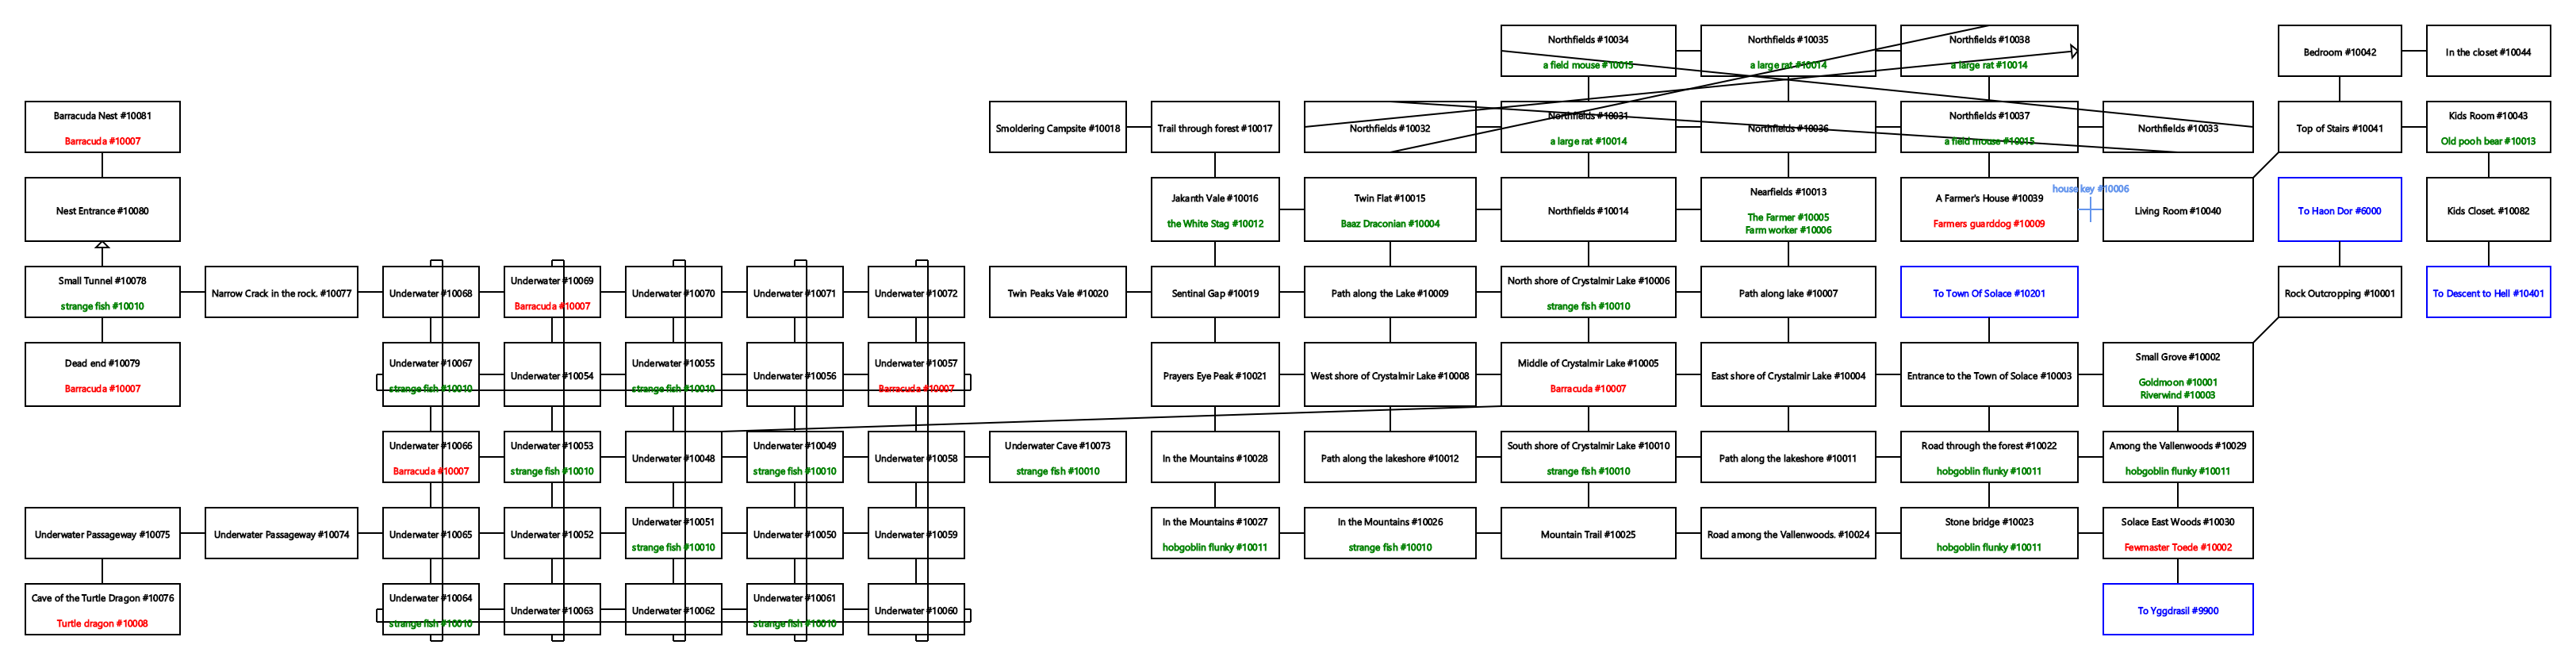 Northfields #10034
a field mouse #10015
Northfields #10035
a large rat #10014
Northfields #10038
a large rat #10014
Bedroom #10042
In the closet #10044
Barracuda Nest #10081
Barracuda #10007
Smoldering Campsite #10018
Trail through forest #10017
Northfields #10032
Northfields #10031
a large rat #10014
Northfields #10036
Northfields #10037
a field mouse #10015
Northfields #10033
Top of Stairs #10041
Kids Room #10043
Old pooh bear #10013
Nest Entrance #10080
Jakanth Vale #10016
the White Stag #10012
Twin Flat #10015
Baaz Draconian #10004
Northfields #10014
Nearfields #10013
The Farmer #10005
Farm worker #10006
A Farmer's House #10039
Farmers guarddog #10009
house key #10006
Living Room #10040
To Haon Dor #6000
Kids Closet. #10082
Small Tunnel #10078
strange fish #10010
Narrow Crack in the rock. #10077
Underwater #10068
Underwater #10069
Barracuda #10007
Underwater #10070
Underwater #10071
Underwater #10072
Twin Peaks Vale #10020
Sentinal Gap #10019
Path along the Lake #10009
North shore of Crystalmir Lake #10006
strange fish #10010
Path along lake #10007
To Town Of Solace #10201
Rock Outcropping #10001
To Descent to Hell #10401
Dead end #10079
Barracuda #10007
Underwater #10067
strange fish #10010
Underwater #10054
Underwater #10055
strange fish #10010
Underwater #10056
Underwater #10057
Barracuda #10007
Prayers Eye Peak #10021
West shore of Crystalmir Lake #10008
Middle of Crystalmir Lake #10005
Barracuda #10007
East shore of Crystalmir Lake #10004
Entrance to the Town of Solace #10003
Small Grove #10002
Goldmoon #10001
Riverwind #10003
Underwater #10066
Barracuda #10007
Underwater #10053
strange fish #10010
Underwater #10048
Underwater #10049
strange fish #10010
Underwater #10058
Underwater Cave #10073
strange fish #10010
In the Mountains #10028
Path along the lakeshore #10012
South shore of Crystalmir Lake #10010
strange fish #10010
Path along the lakeshore #10011
Road through the forest #10022
hobgoblin flunky #10011
Among the Vallenwoods #10029
hobgoblin flunky #10011
Underwater Passageway #10075
Underwater Passageway #10074
Underwater #10065
Underwater #10052
Underwater #10051
strange fish #10010
Underwater #10050
Underwater #10059
In the Mountains #10027
hobgoblin flunky #10011
In the Mountains #10026
strange fish #10010
Mountain Trail #10025
Road among the Vallenwoods. #10024
Stone bridge #10023
hobgoblin flunky #10011
Solace East Woods #10030
Fewmaster Toede #10002
Cave of the Turtle Dragon #10076
Turtle dragon #10008
Underwater #10064
strange fish #10010
Underwater #10063
Underwater #10062
Underwater #10061
strange fish #10010
Underwater #10060
To Yggdrasil #9900